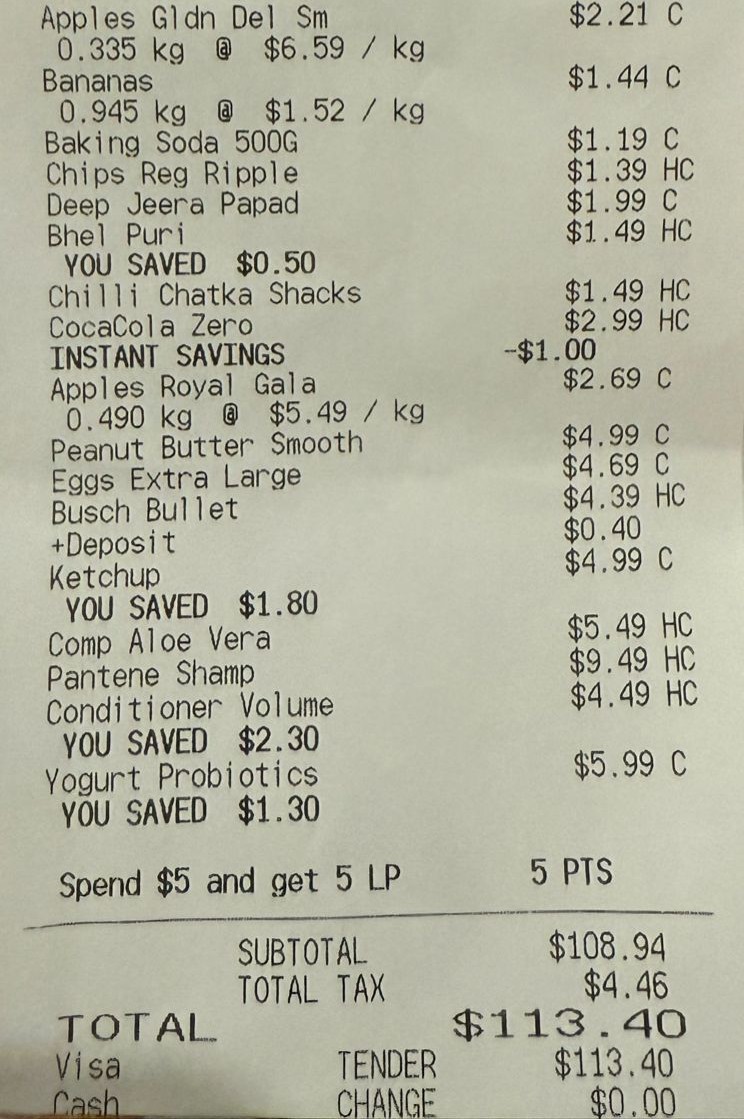 Apples Gldn Del Sm $2.21 C
0.335 kg @ $6.59 / kg
Bananas $1.44 C
0.945 kg @ $1.52 / kg
Baking Soda 500G $1.19 C
Chips Reg Ripple $1.39 HC
Deep Jeera Papad $1.99 C
Bhel Puri $1.49 HC
YOU SAVED $0.50
Chilli Chatka Shacks $1.49 HC
CocaCola Zero $2.99 HC
INSTANT SAVINGS -$1.00
Apples Royal Gala $2.69 C
0.490 kg @ $5.49 / kg
Peanut Butter Smooth $4.99 C
Eggs Extra Large $4.69 C
Busch Bullet $4.39 HC
+Deposit $0.40
Ketchup $4.99 C
YOU SAVED $1.80
Comp Aloe Vera $5.49 HC
Pantene Shamp $9.49 HC
Conditioner Volume $4.49 HC
YOU SAVED $2.30
Yogurt Probiotics $5.99 C
YOU SAVED $1.30
Spend $5 and get 5 LP 5 PTS
SUBTOTAL $108.94
TOTAL TAX $4.46
TOTAL $113.40
Visa TENDER $113.40
Cash CHANGE $0.00